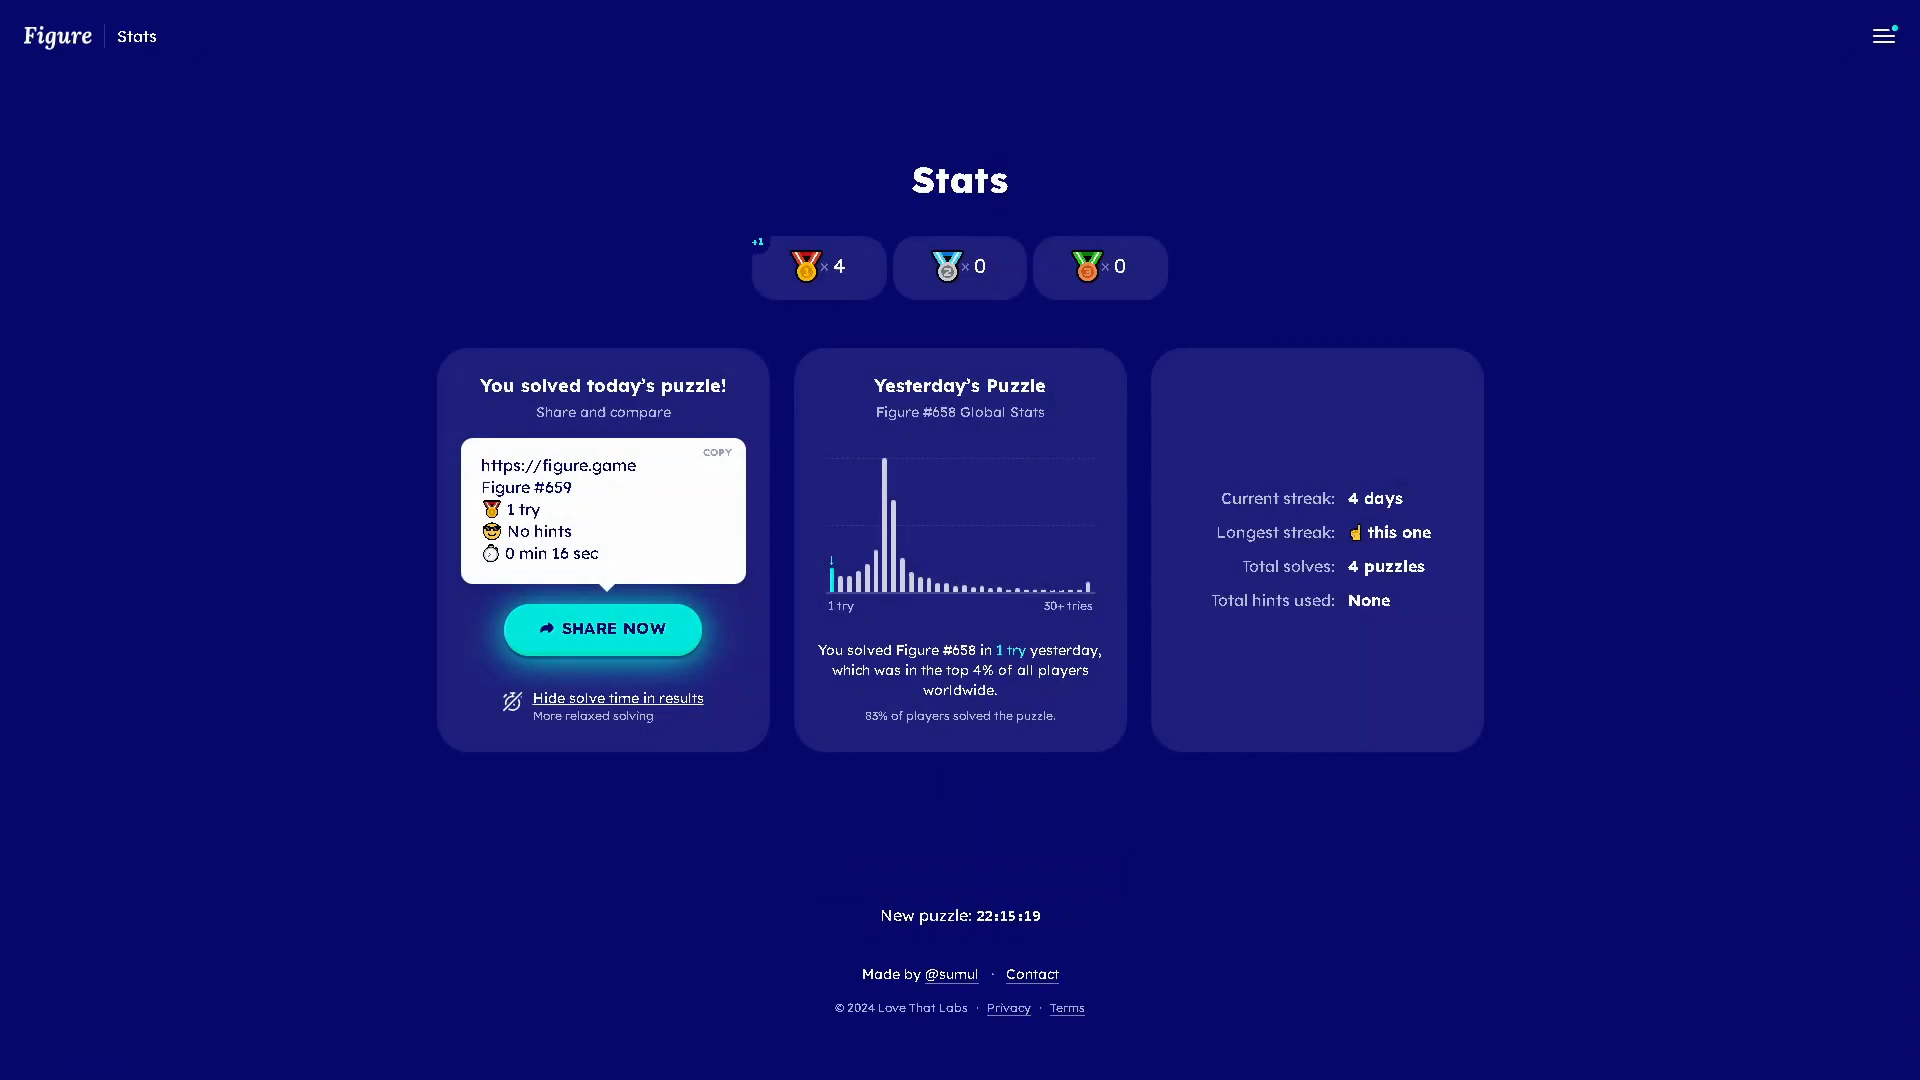 Figure
Stats
Stats
+1
× 4
× 0
× 0
You solved today’s puzzle!
Share and compare
COPY
https://figure.game
Figure #659
1 try
No hints
0 min 16 sec
SHARE NOW
Hide solve time in results
More relaxed solving
Yesterday’s Puzzle
Figure #658 Global Stats
↓
1 try
30+ tries
You solved Figure #658 in 1 try yesterday,
which was in the top 4% of all players
worldwide.
83% of players solved the puzzle.
Current streak: 4 days
Longest streak: ☝ this one
Total solves: 4 puzzles
Total hints used: None
New puzzle: 22:15:19
Made by @sumul · Contact
© 2024 Love That Labs · Privacy · Terms